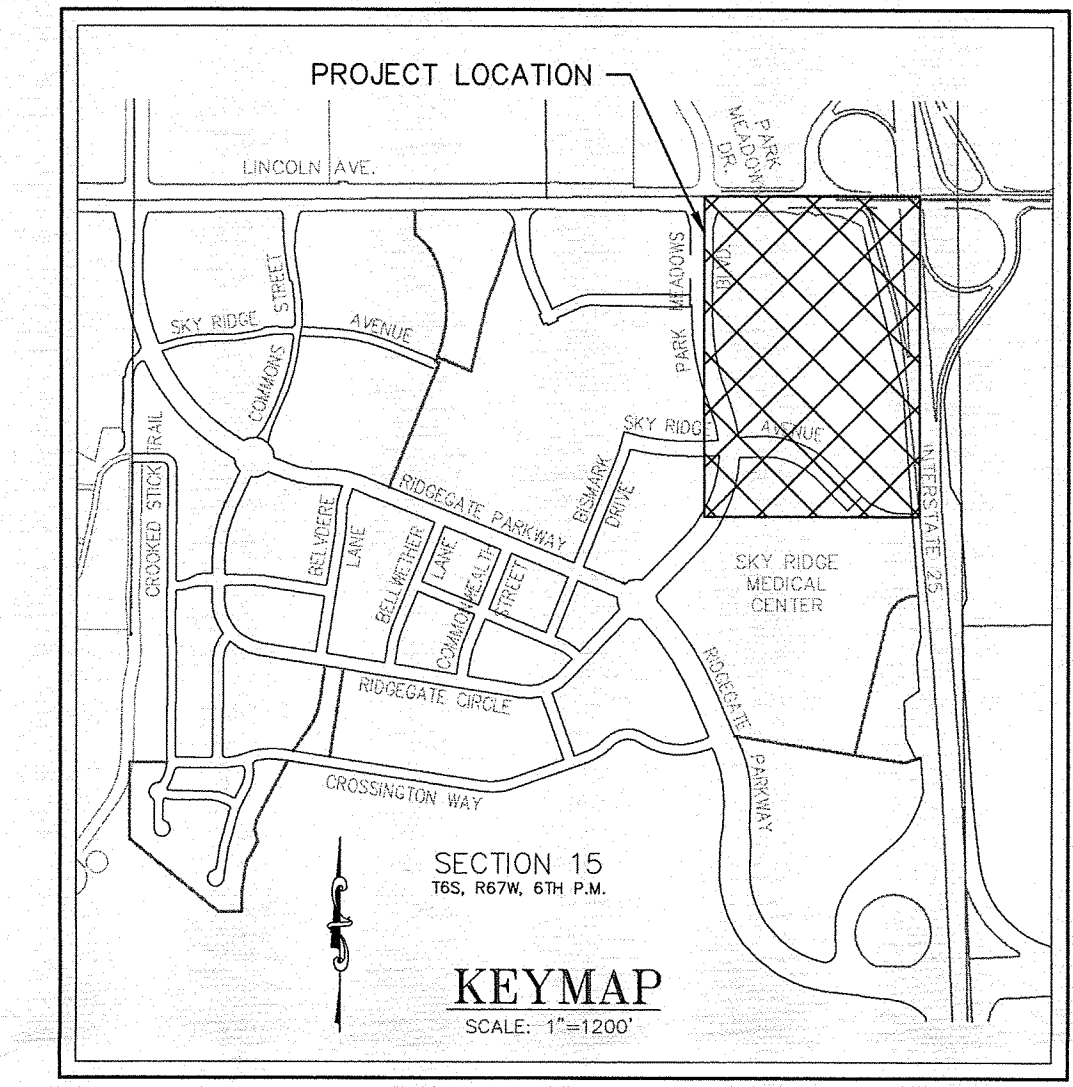 PROJECT LOCATION
PARK
MEADOW
DR.
LINCOLN AVE.
PARK MEADOWS
BLVD.
SKY RIDGE
AVENUE
COMMONS
STREET
SKY RIDGE
AVENUE
CROOKED STICK TRAIL
RIDGEGATE PARKWAY
BISMARK
DRIVE
BELVDERE
LANE
BELLWETHER
LANE
COMMONWEALTH
STREET
INTERSTATE 25
SKY RIDGE
MEDICAL
CENTER
RIDGEGATE CIRCLE
RIDGEGATE
PARKWAY
CROSSINGTON WAY
SECTION 15
T6S, R67W, 6TH P.M.
KEYMAP
SCALE: 1"=1200'